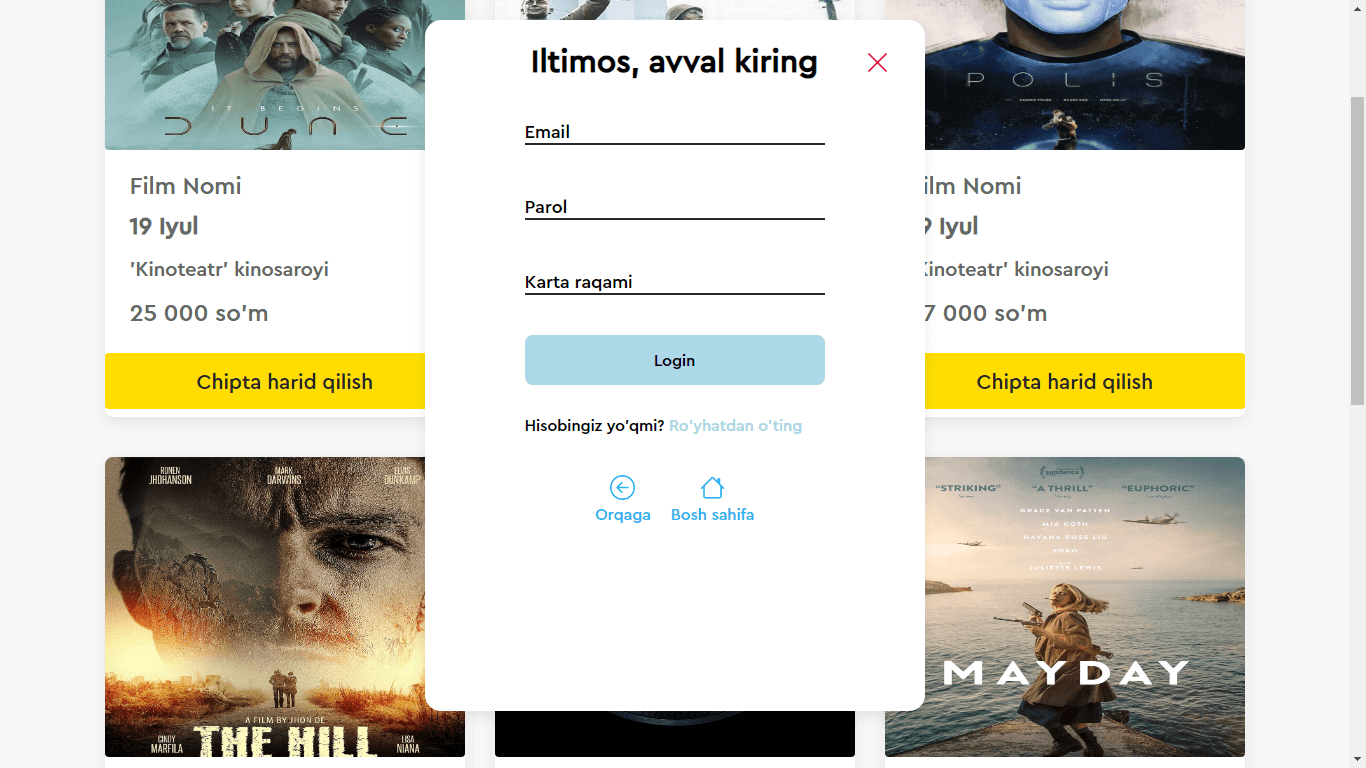 Iltimos, avval kiring
Email
Parol
Karta raqami
Login
Hisobingiz yo'qmi? Ro'yhatdan o'ting
Orqaga
Bosh sahifa
IT BEGINS
DUNE
Film Nomi
19 Iyul
'Kinoteatr' kinosaroyi
25 000 so'm
Chipta harid qilish
POLIS
ilm Nomi
9 Iyul
Kinoteatr' kinosaroyi
7 000 so'm
Chipta harid qilish
RONEN
JHOHANSON
MARK
DARWINS
ELVIS
DUNKAMP
A FILM BY JHON DE
THE HILL
CINDY
MARFILA
LISA
NIANA
sundance
"STRIKING"
"A THRILL"
"EUPHORIC"
GRACE VAN PATTEN
MIA GOTH
HAVANA ROSE LIU
SOKO
JULIETTE LEWIS
MAYDAY